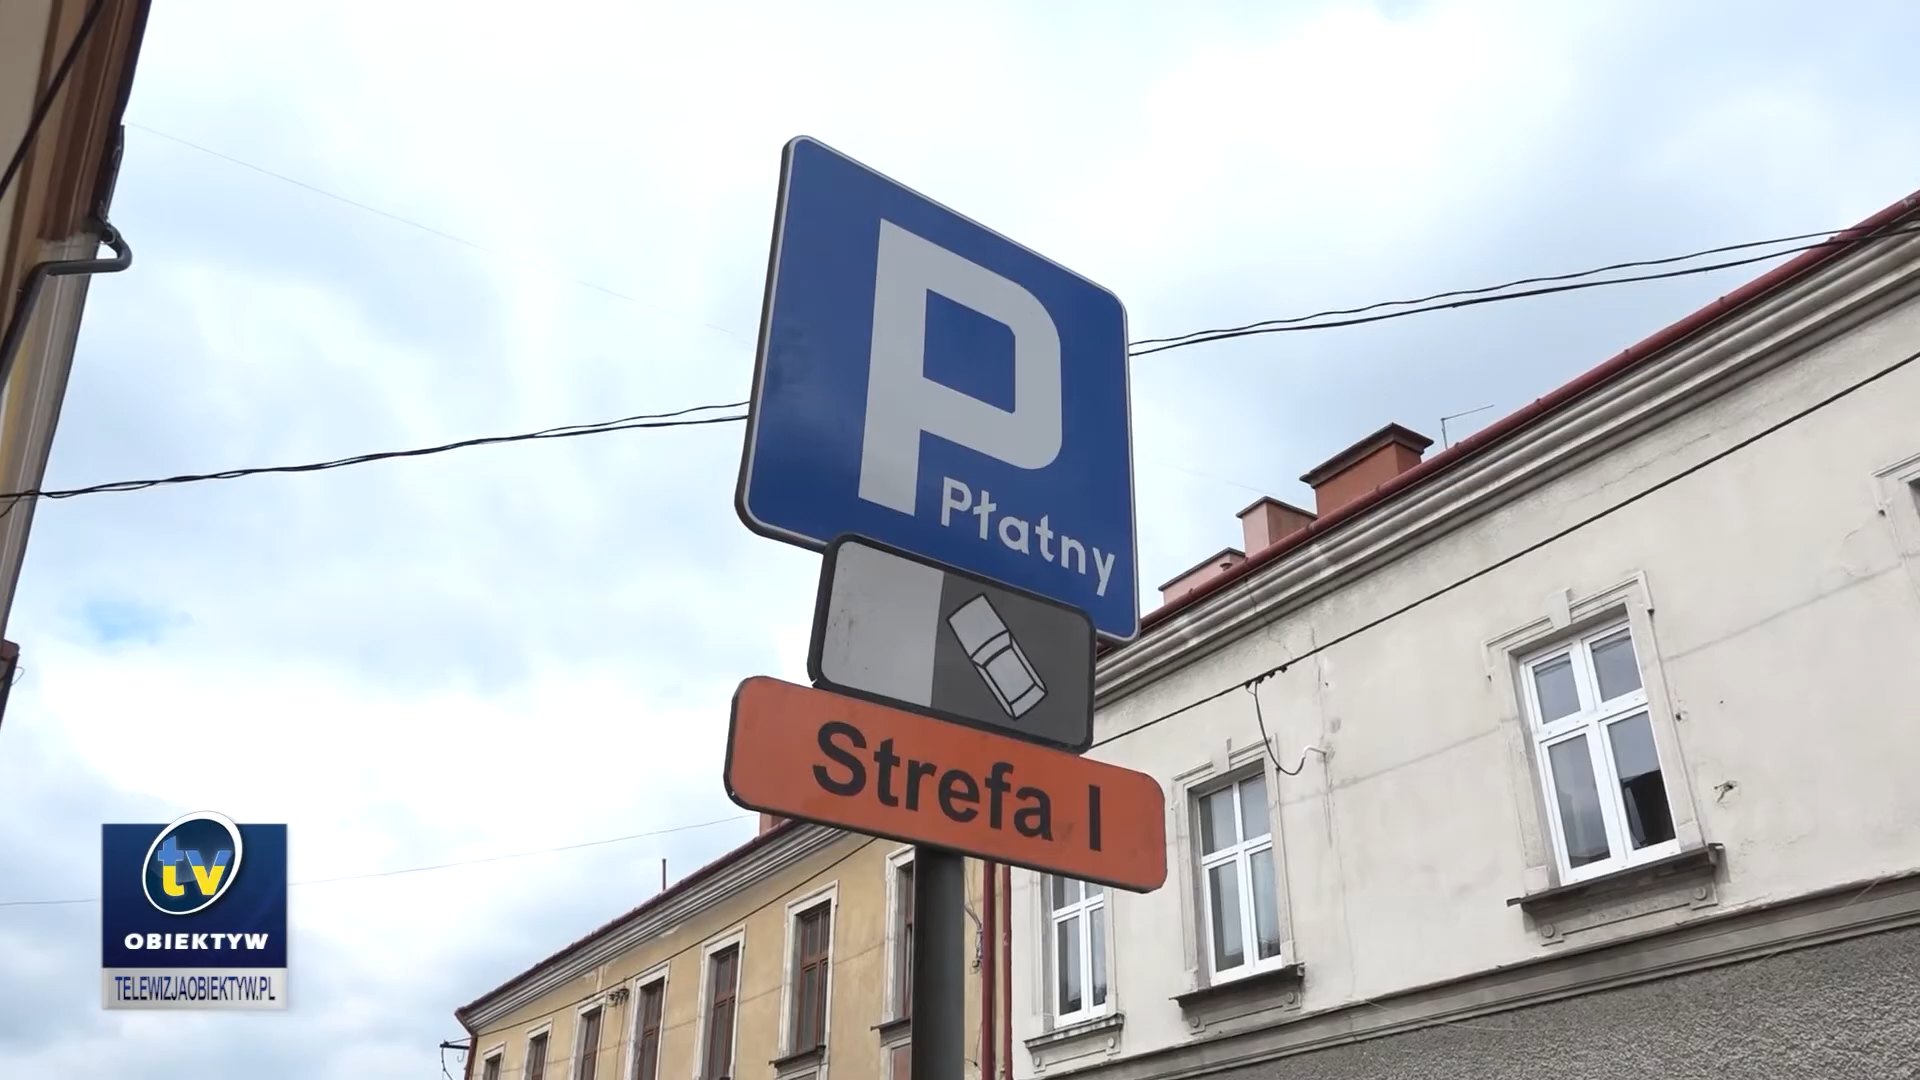 P
Płatny
Strefa I
tv
OBIEKTYW
TELEWIZJAOBIEKTYW.PL